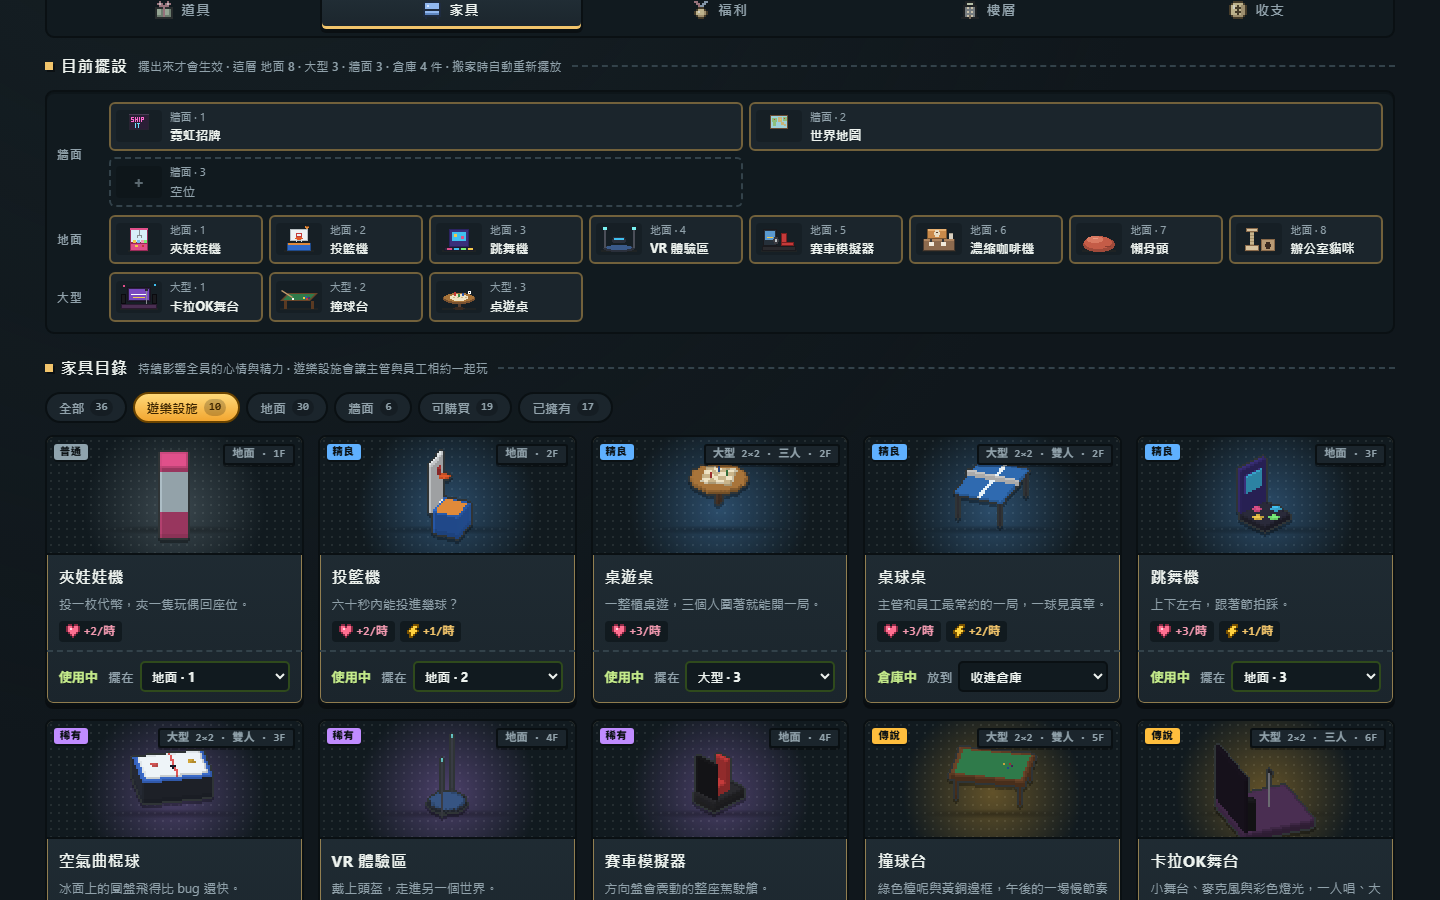 道具
家具
福利
樓層
收支
目前擺設 擺出來才會生效 · 這層 地面 8 · 大型 3 · 牆面 3 · 倉庫 4 件 · 搬家時自動重新擺放
牆面
SHIP IT
牆面 · 1
霓虹招牌
牆面 · 2
世界地圖
+
牆面 · 3
空位
地面
地面 · 1
夾娃娃機
地面 · 2
投籃機
地面 · 3
跳舞機
地面 · 4
VR 體驗區
地面 · 5
賽車模擬器
地面 · 6
濃縮咖啡機
地面 · 7
懶骨頭
地面 · 8
辦公室貓咪
大型
大型 · 1
卡拉OK舞台
大型 · 2
撞球台
大型 · 3
桌遊桌
家具目錄 持續影響全員的心情與精力 · 遊樂設施會讓主管與員工相約一起玩
全部 36
遊樂設施 10
地面 30
牆面 6
可購買 19
已擁有 17
普通
地面 · 1F
夾娃娃機
投一枚代幣，夾一隻玩偶回座位。
+2/時
使用中 擺在 地面 · 1
精良
地面 · 2F
投籃機
六十秒內能投進幾球？
+2/時 +1/時
使用中 擺在 地面 · 2
精良
大型 2×2 · 三人 · 2F
桌遊桌
一整櫃桌遊，三個人圍著就能開一局。
+3/時
使用中 擺在 大型 · 3
精良
大型 2×2 · 雙人 · 2F
桌球桌
主管和員工最常約的一局，一球見真章。
+3/時 +2/時
倉庫中 放到 收進倉庫
精良
地面 · 3F
跳舞機
上下左右，跟著節拍踩。
+3/時 +1/時
使用中 擺在 地面 · 3
稀有
大型 2×2 · 雙人 · 3F
空氣曲棍球
冰面上的圓盤飛得比 bug 還快。
稀有
地面 · 4F
VR 體驗區
戴上頭盔，走進另一個世界。
稀有
地面 · 4F
賽車模擬器
方向盤會震動的整座駕駛艙。
傳說
大型 2×2 · 雙人 · 5F
撞球台
綠色檯呢與黃銅邊框，午後的一場慢節奏
傳說
大型 2×2 · 三人 · 6F
卡拉OK舞台
小舞台、麥克風與彩色燈光，一人唱、大